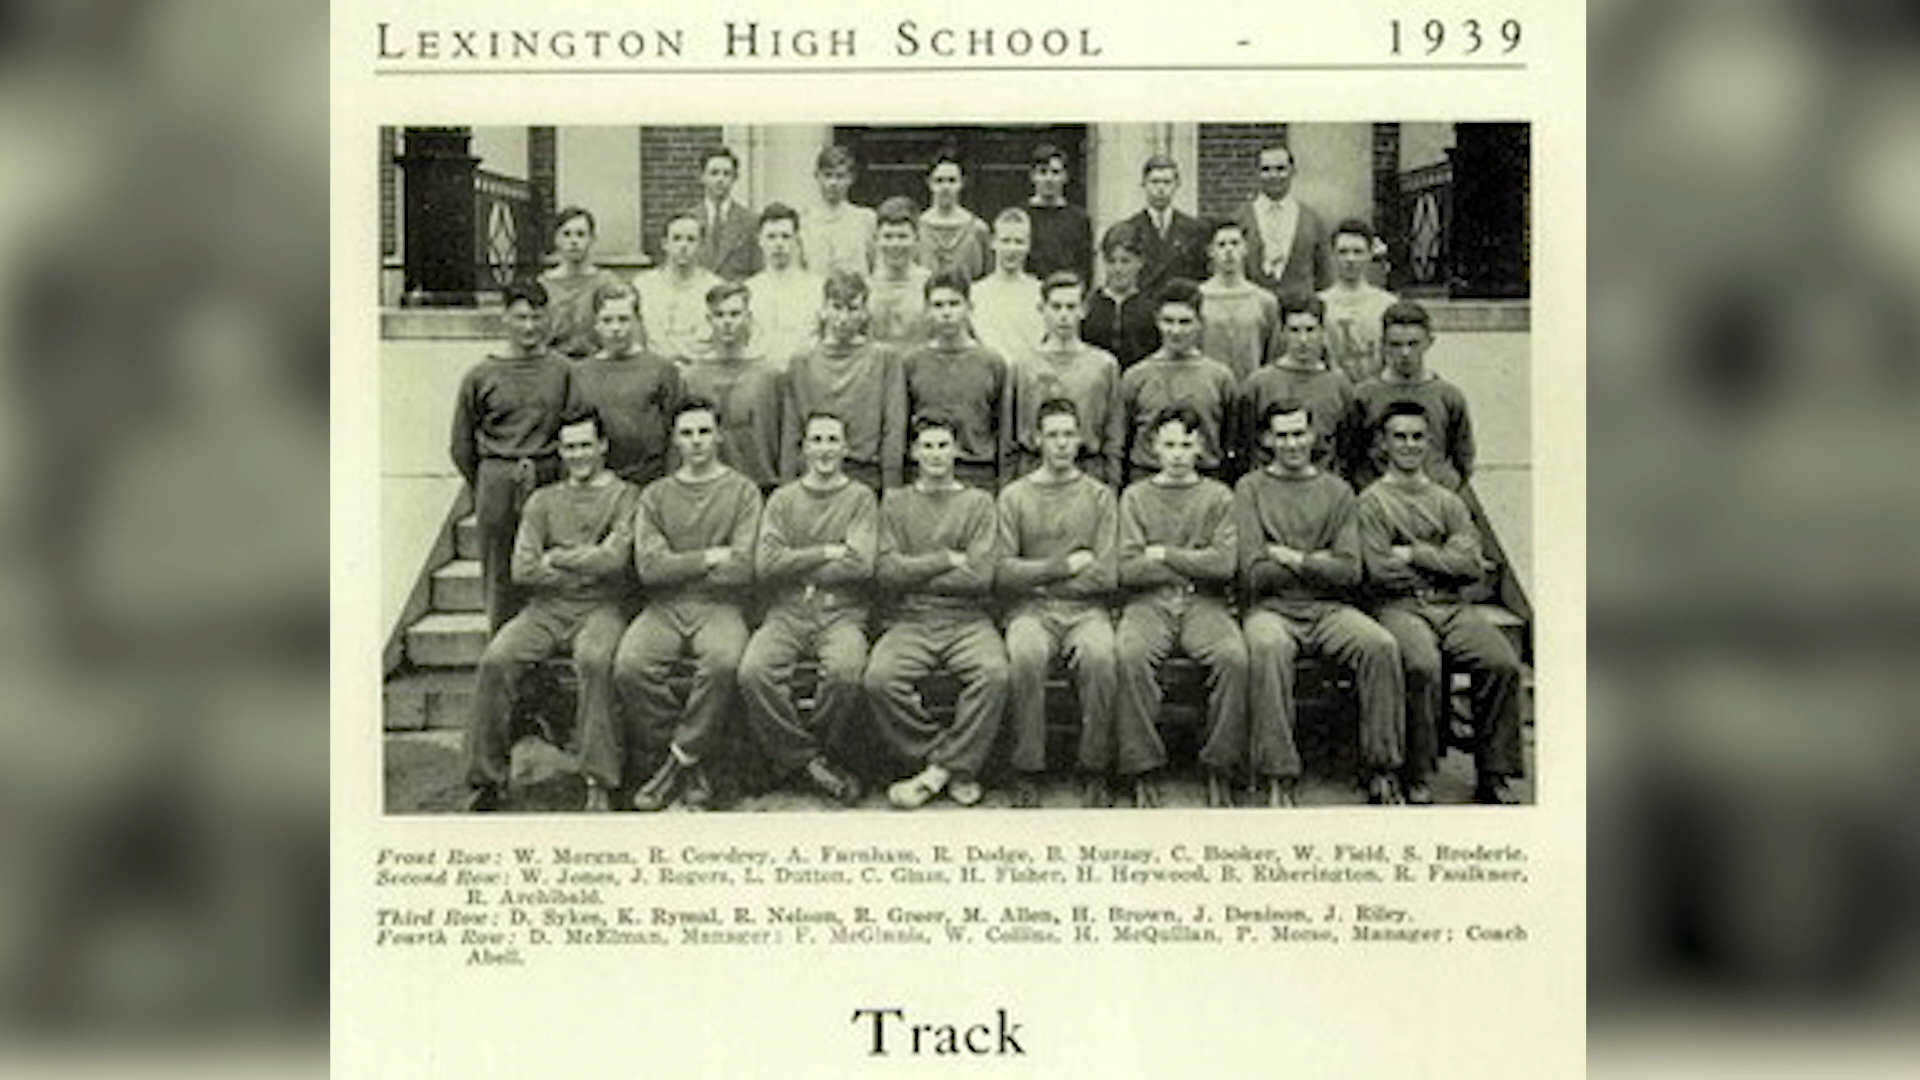 LEXINGTON HIGH SCHOOL - 1939
Front Row: W. Morgan, R. Cowdrey, A. Farnham, R. Dodge, B. Murray, C. Booker, W. Field, S. Broderic.
Second Row: W. Jones, J. Rogers, L. Dutton, C. Glass, H. Fisher, H. Heywood, B. Etherington, R. Faulkner,
R. Archibald.
Third Row: D. Sykes, K. Rymal, R. Nelson, R. Greer, M. Allen, H. Brown, J. Denison, J. Riley.
Fourth Row: D. McElman, Manager; F. McGinnis, W. Collins, H. McQuillan, P. Morse, Manager; Coach
Abell.
Track